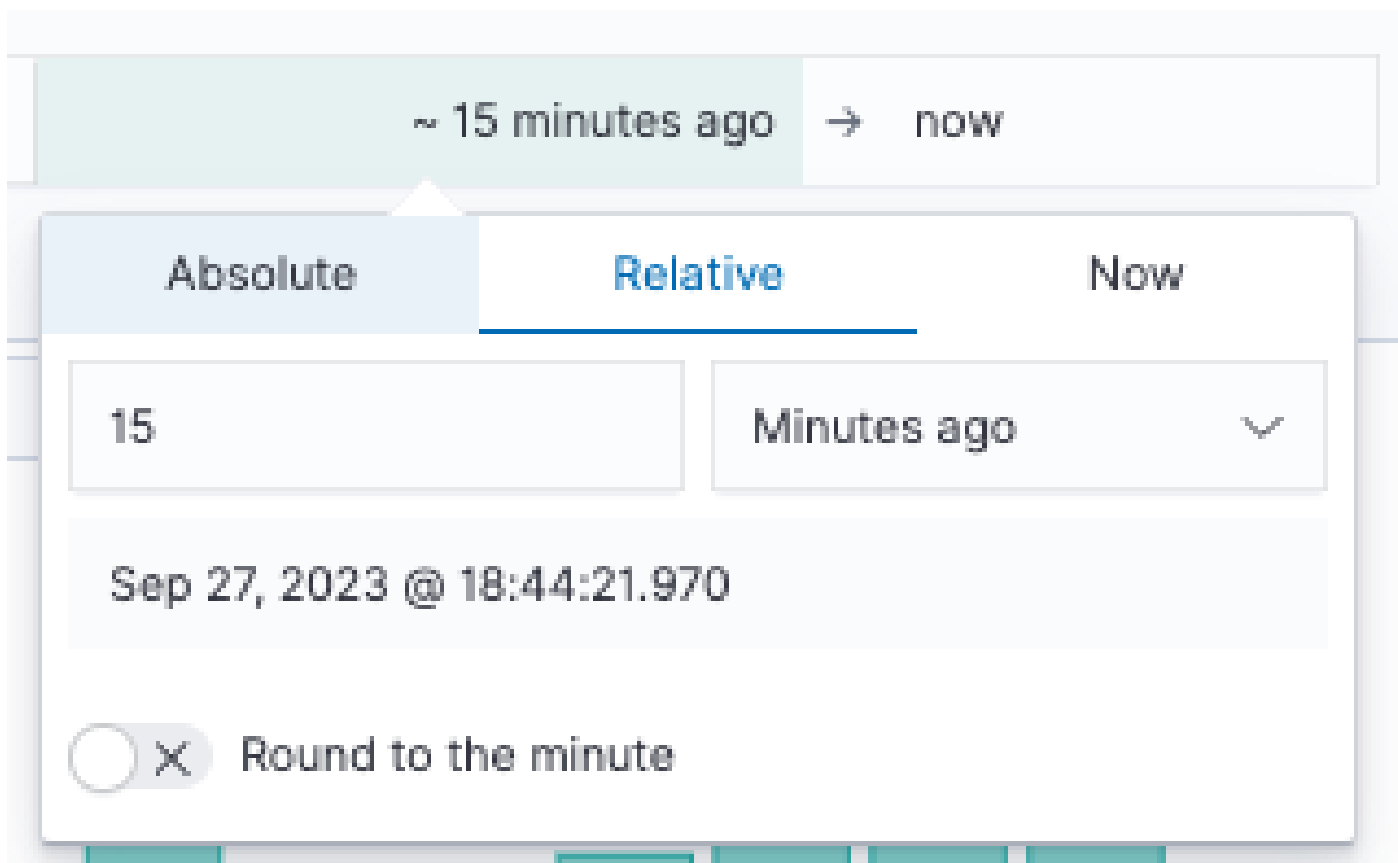 ~ 15 minutes ago → now
Absolute Relative Now
15 Minutes ago
Sep 27, 2023 @ 18:44:21.970
Round to the minute